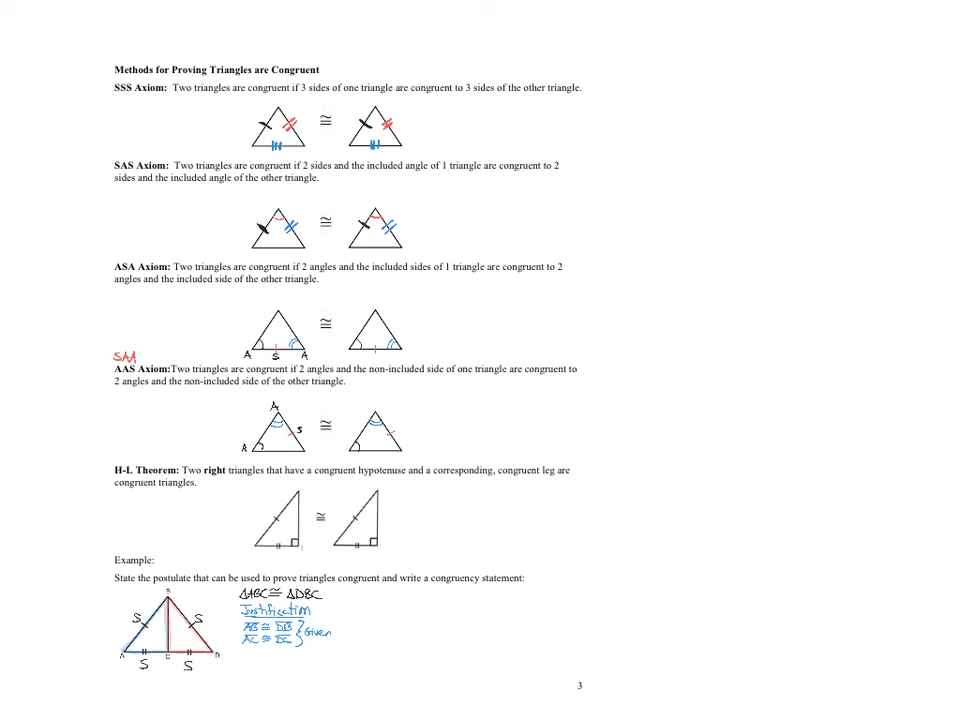 Methods for Proving Triangles are Congruent
SSS Axiom: Two triangles are congruent if 3 sides of one triangle are congruent to 3 sides of the other triangle.
≅
SAS Axiom: Two triangles are congruent if 2 sides and the included angle of 1 triangle are congruent to 2
sides and the included angle of the other triangle.
≅
ASA Axiom: Two triangles are congruent if 2 angles and the included sides of 1 triangle are congruent to 2
angles and the included side of the other triangle.
≅
A S A
SAA
AAS Axiom:Two triangles are congruent if 2 angles and the non-included side of one triangle are congruent to
2 angles and the non-included side of the other triangle.
A
S ≅
A
H-L Theorem: Two right triangles that have a congruent hypotenuse and a corresponding, congruent leg are
congruent triangles.
≅
Example:
State the postulate that can be used to prove triangles congruent and write a congruency statement:
B
ΔABC ≅ ΔDBC
Justification
S S
AB ≅ DB } Given
AC ≅ DC
A C D
S S
3